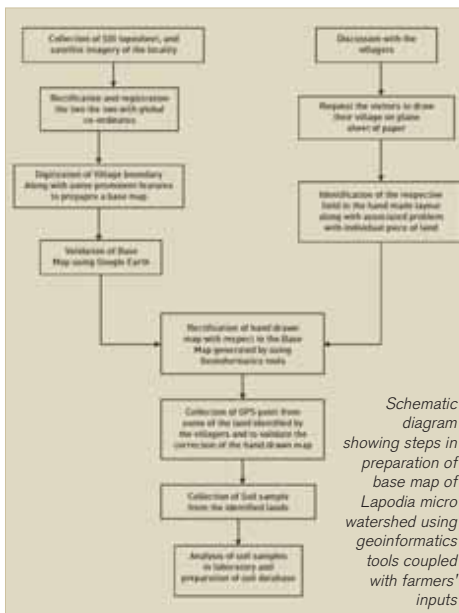 Collection of SOI toposheet, and
satellite imagery of the locality
Rectification and registration
the two the two with global
co-ordinates
Digitization of Village boundary
Along with some prominent features
to prepare a base map
Validation of Base
Map using Google Earth
Discussion with the
villagers
Request the to draw
their village on plane
sheet of paper
Identification of the respective
field in the hand made layout
along with associated problem
with individual piece of land
Rectification of hand drawn
map with respect to the Base
Map generated by using
Geoinformatics tools
Collection of GPS point from
some of the land identified by
the villagers and to validate the
correction of the hand drawn map
Collection of Soil sample
from the identified lands
Analysis of soil samples
in laboratory and
preparation of soil database
Schematic
diagram
showing steps in
preparation of
base map of
Lapodia micro
watershed using
geoinformatics
tools coupled
with farmers'
inputs